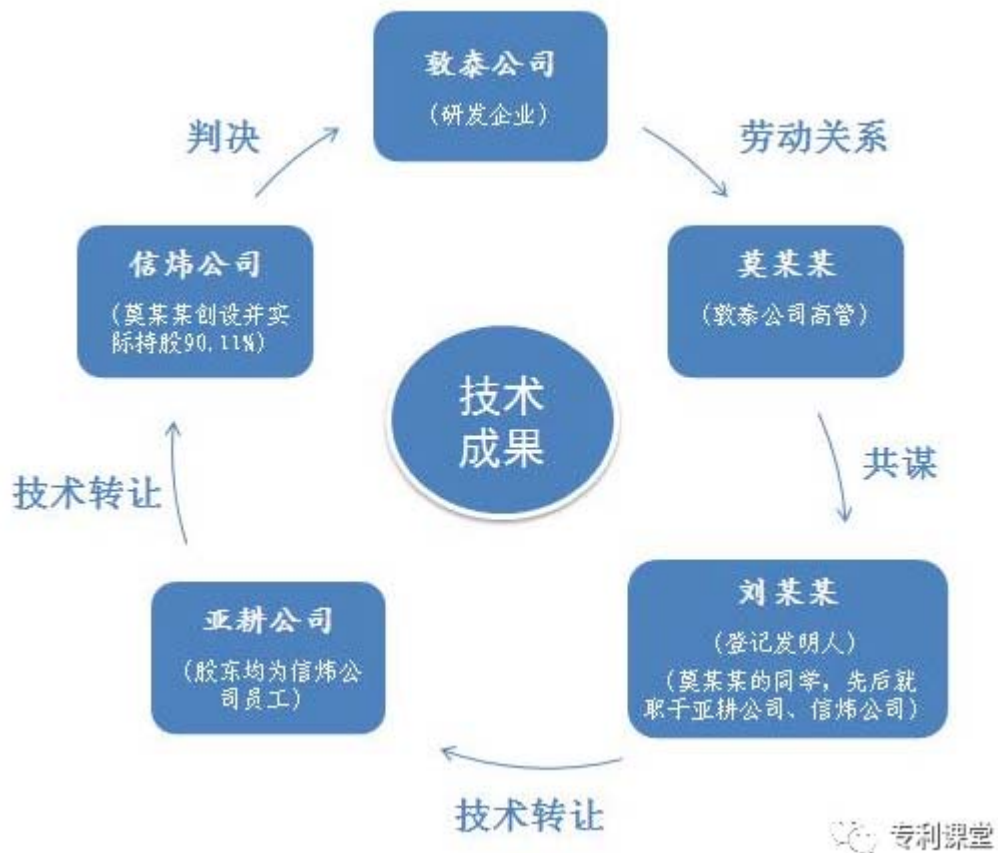 敦泰公司
(研发企业)
判决
劳动关系
信炜公司
(莫某某创设并实
际持股90.11%)
莫某某
(敦泰公司高管)
技术
成果
共谋
技术转让
刘某某
(登记发明人)
(莫某某的同学，先后就
职于亚耕公司、信炜公司)
亚耕公司
(股东均为信炜公
司员工)
技术转让
专利课堂